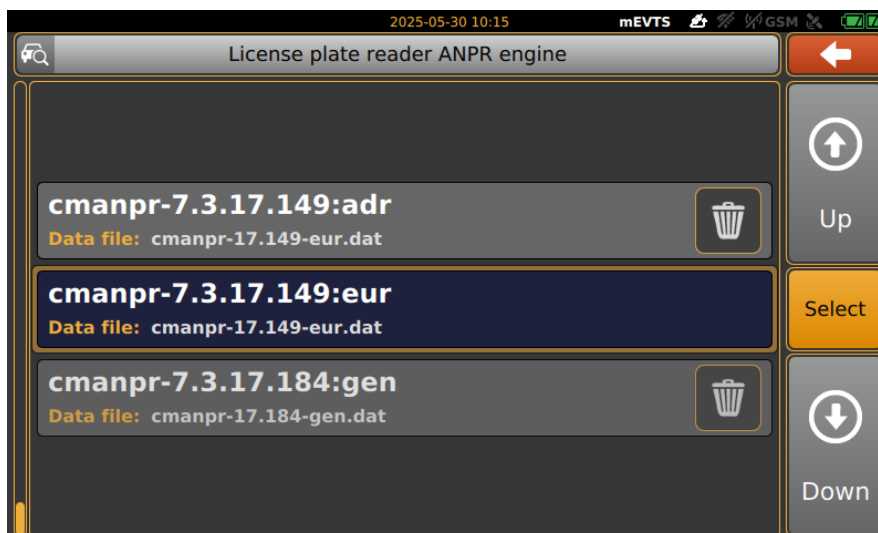 2025-05-30 10:15 mEVTS GSM
License plate reader ANPR engine
cmanpr-7.3.17.149:adr
Data file: cmanpr-17.149-eur.dat
Up
cmanpr-7.3.17.149:eur
Data file: cmanpr-17.149-eur.dat
Select
cmanpr-7.3.17.184:gen
Data file: cmanpr-17.184-gen.dat
Down